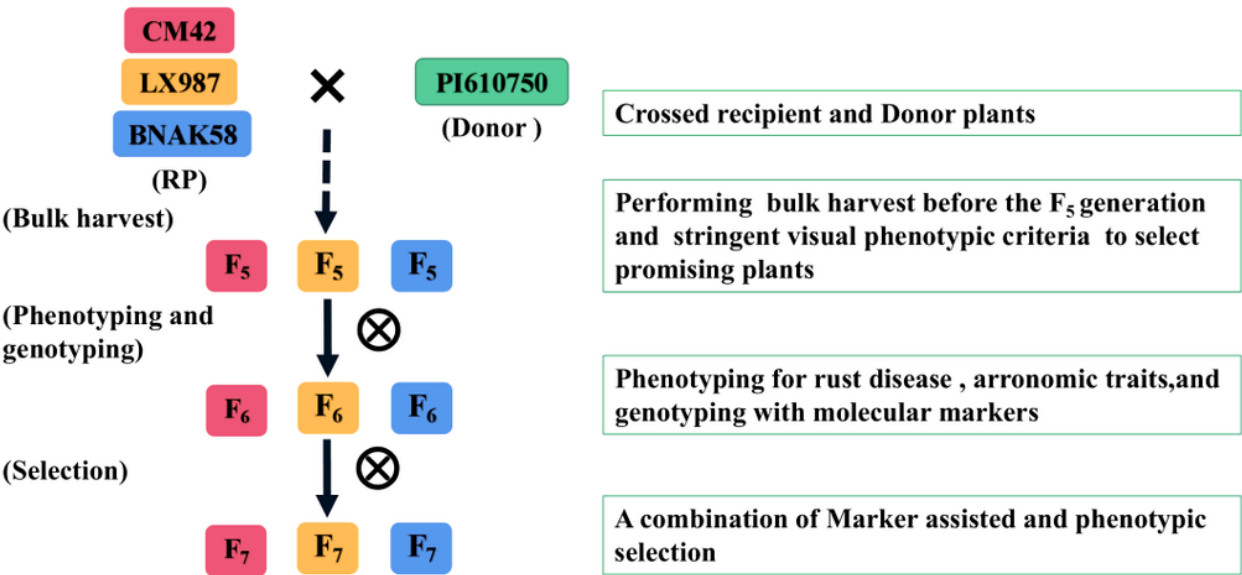 CM42
LX987
BNAK58
(RP)
PI610750
(Donor )
Crossed recipient and Donor plants
(Bulk harvest)
Performing bulk harvest before the F₅ generation
and stringent visual phenotypic criteria to select
promising plants
F₅ F₅ F₅
(Phenotyping and
genotyping)
Phenotyping for rust disease , arronomic traits,and
genotyping with molecular markers
F₆ F₆ F₆
(Selection)
A combination of Marker assisted and phenotypic
selection
F₇ F₇ F₇